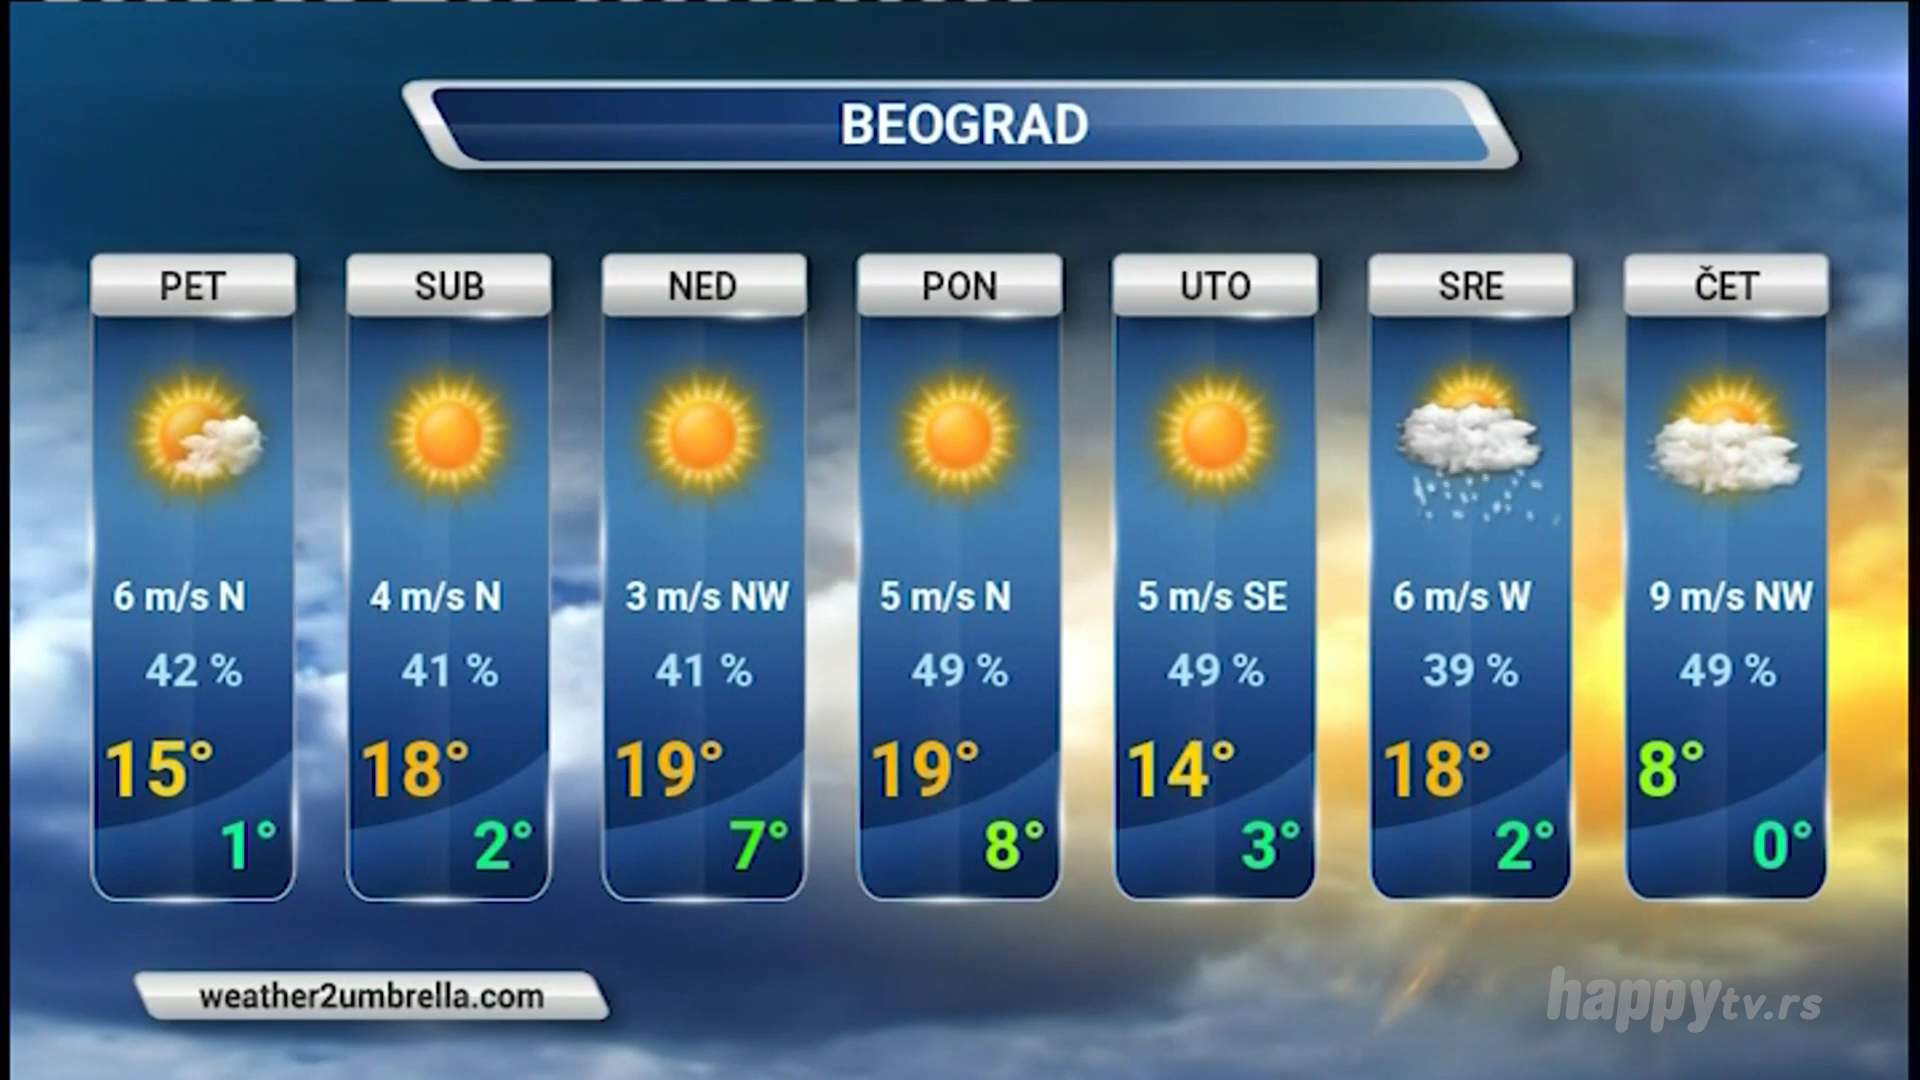 BEOGRAD
PET SUB NED PON UTO SRE ČET
6 m/s N 4 m/s N 3 m/s NW 5 m/s N 5 m/s SE 6 m/s W 9 m/s NW
42 % 41 % 41 % 49 % 49 % 39 % 49 %
15° 18° 19° 19° 14° 18° 8°
1° 2° 7° 8° 3° 2° 0°
weather2umbrella.com
happytv.rs